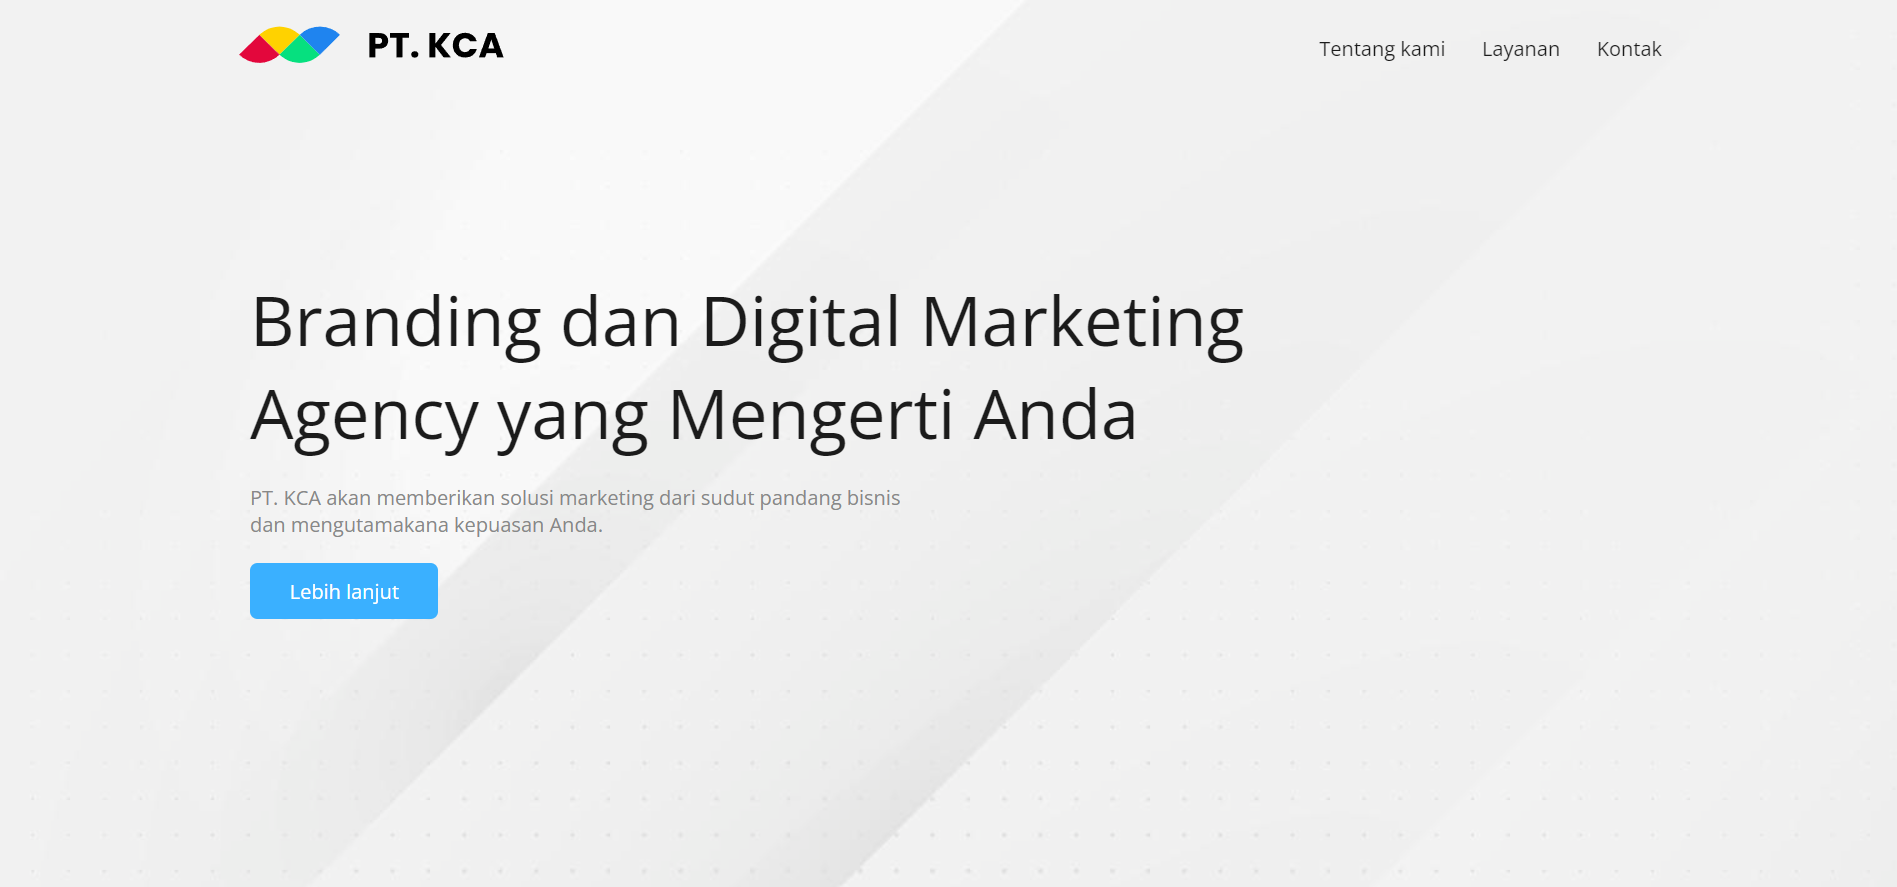 PT. KCA
Tentang kami Layanan Kontak
Branding dan Digital Marketing
Agency yang Mengerti Anda
PT. KCA akan memberikan solusi marketing dari sudut pandang bisnis
dan mengutamakana kepuasan Anda.
Lebih lanjut